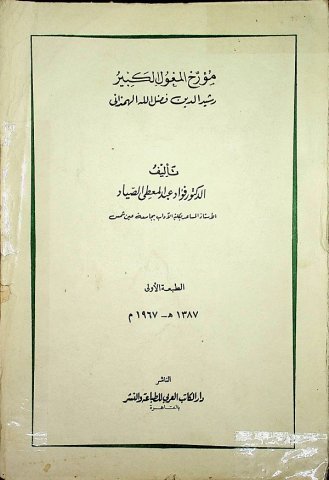 مؤرخ المغول الكبير
رشيد الدين فضل الله الهمذاني
تأليف
الدكتور فؤاد عبد المعطي الصياد
الأستاذ المساعد بكلية الآداب بجامعة عين شمس
الطبعة الأولى
١٣٨٧ هـ - ١٩٦٧ م
الناشر
دار الكاتب العربي للطباعة والنشر
بالقاهرة